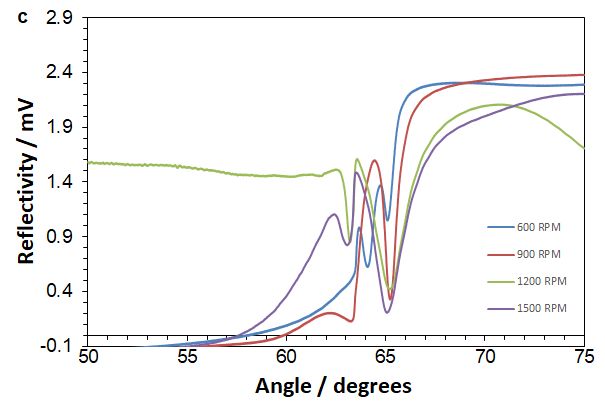 c
2.9
2.4
1.9
1.4
0.9
0.4
-0.1
Reflectivity / mV
600 RPM
900 RPM
1200 RPM
1500 RPM
50 55 60 65 70 75
Angle / degrees